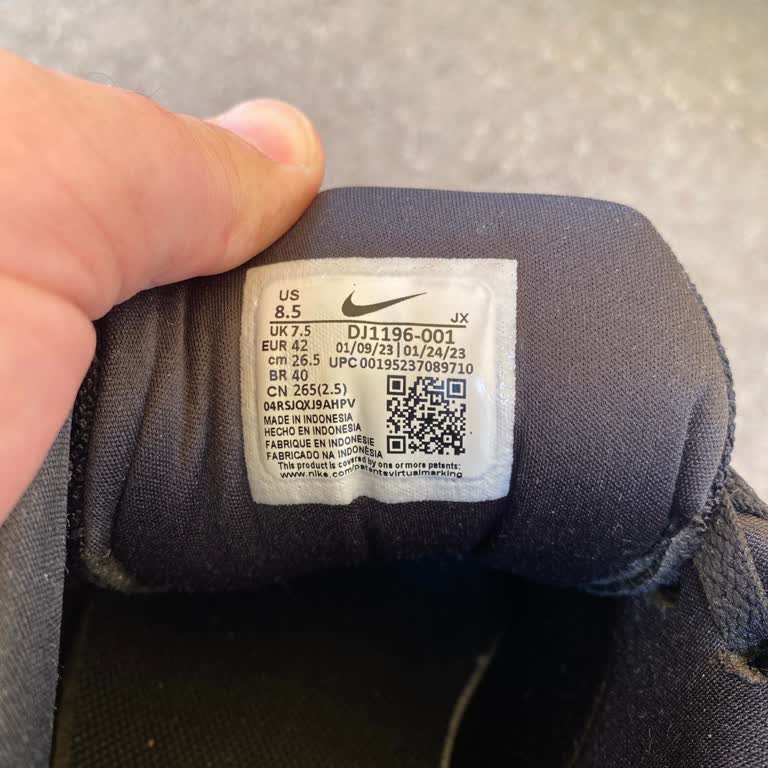 US
8.5
JX
UK 7.5
DJ1196-001
EUR 42
01/09/23 | 01/24/23
cm 26.5
UPC 00195237089710
BR 40
CN 265(2.5)
04RSJQXJ9AHPV
MADE IN INDONESIA
HECHO EN INDONESIA
FABRIQUE EN INDONESIE
FABRICADO NA INDONÉSIA
This product is covered by one or more patents:
www.nike.com/patentsvirtualmarking